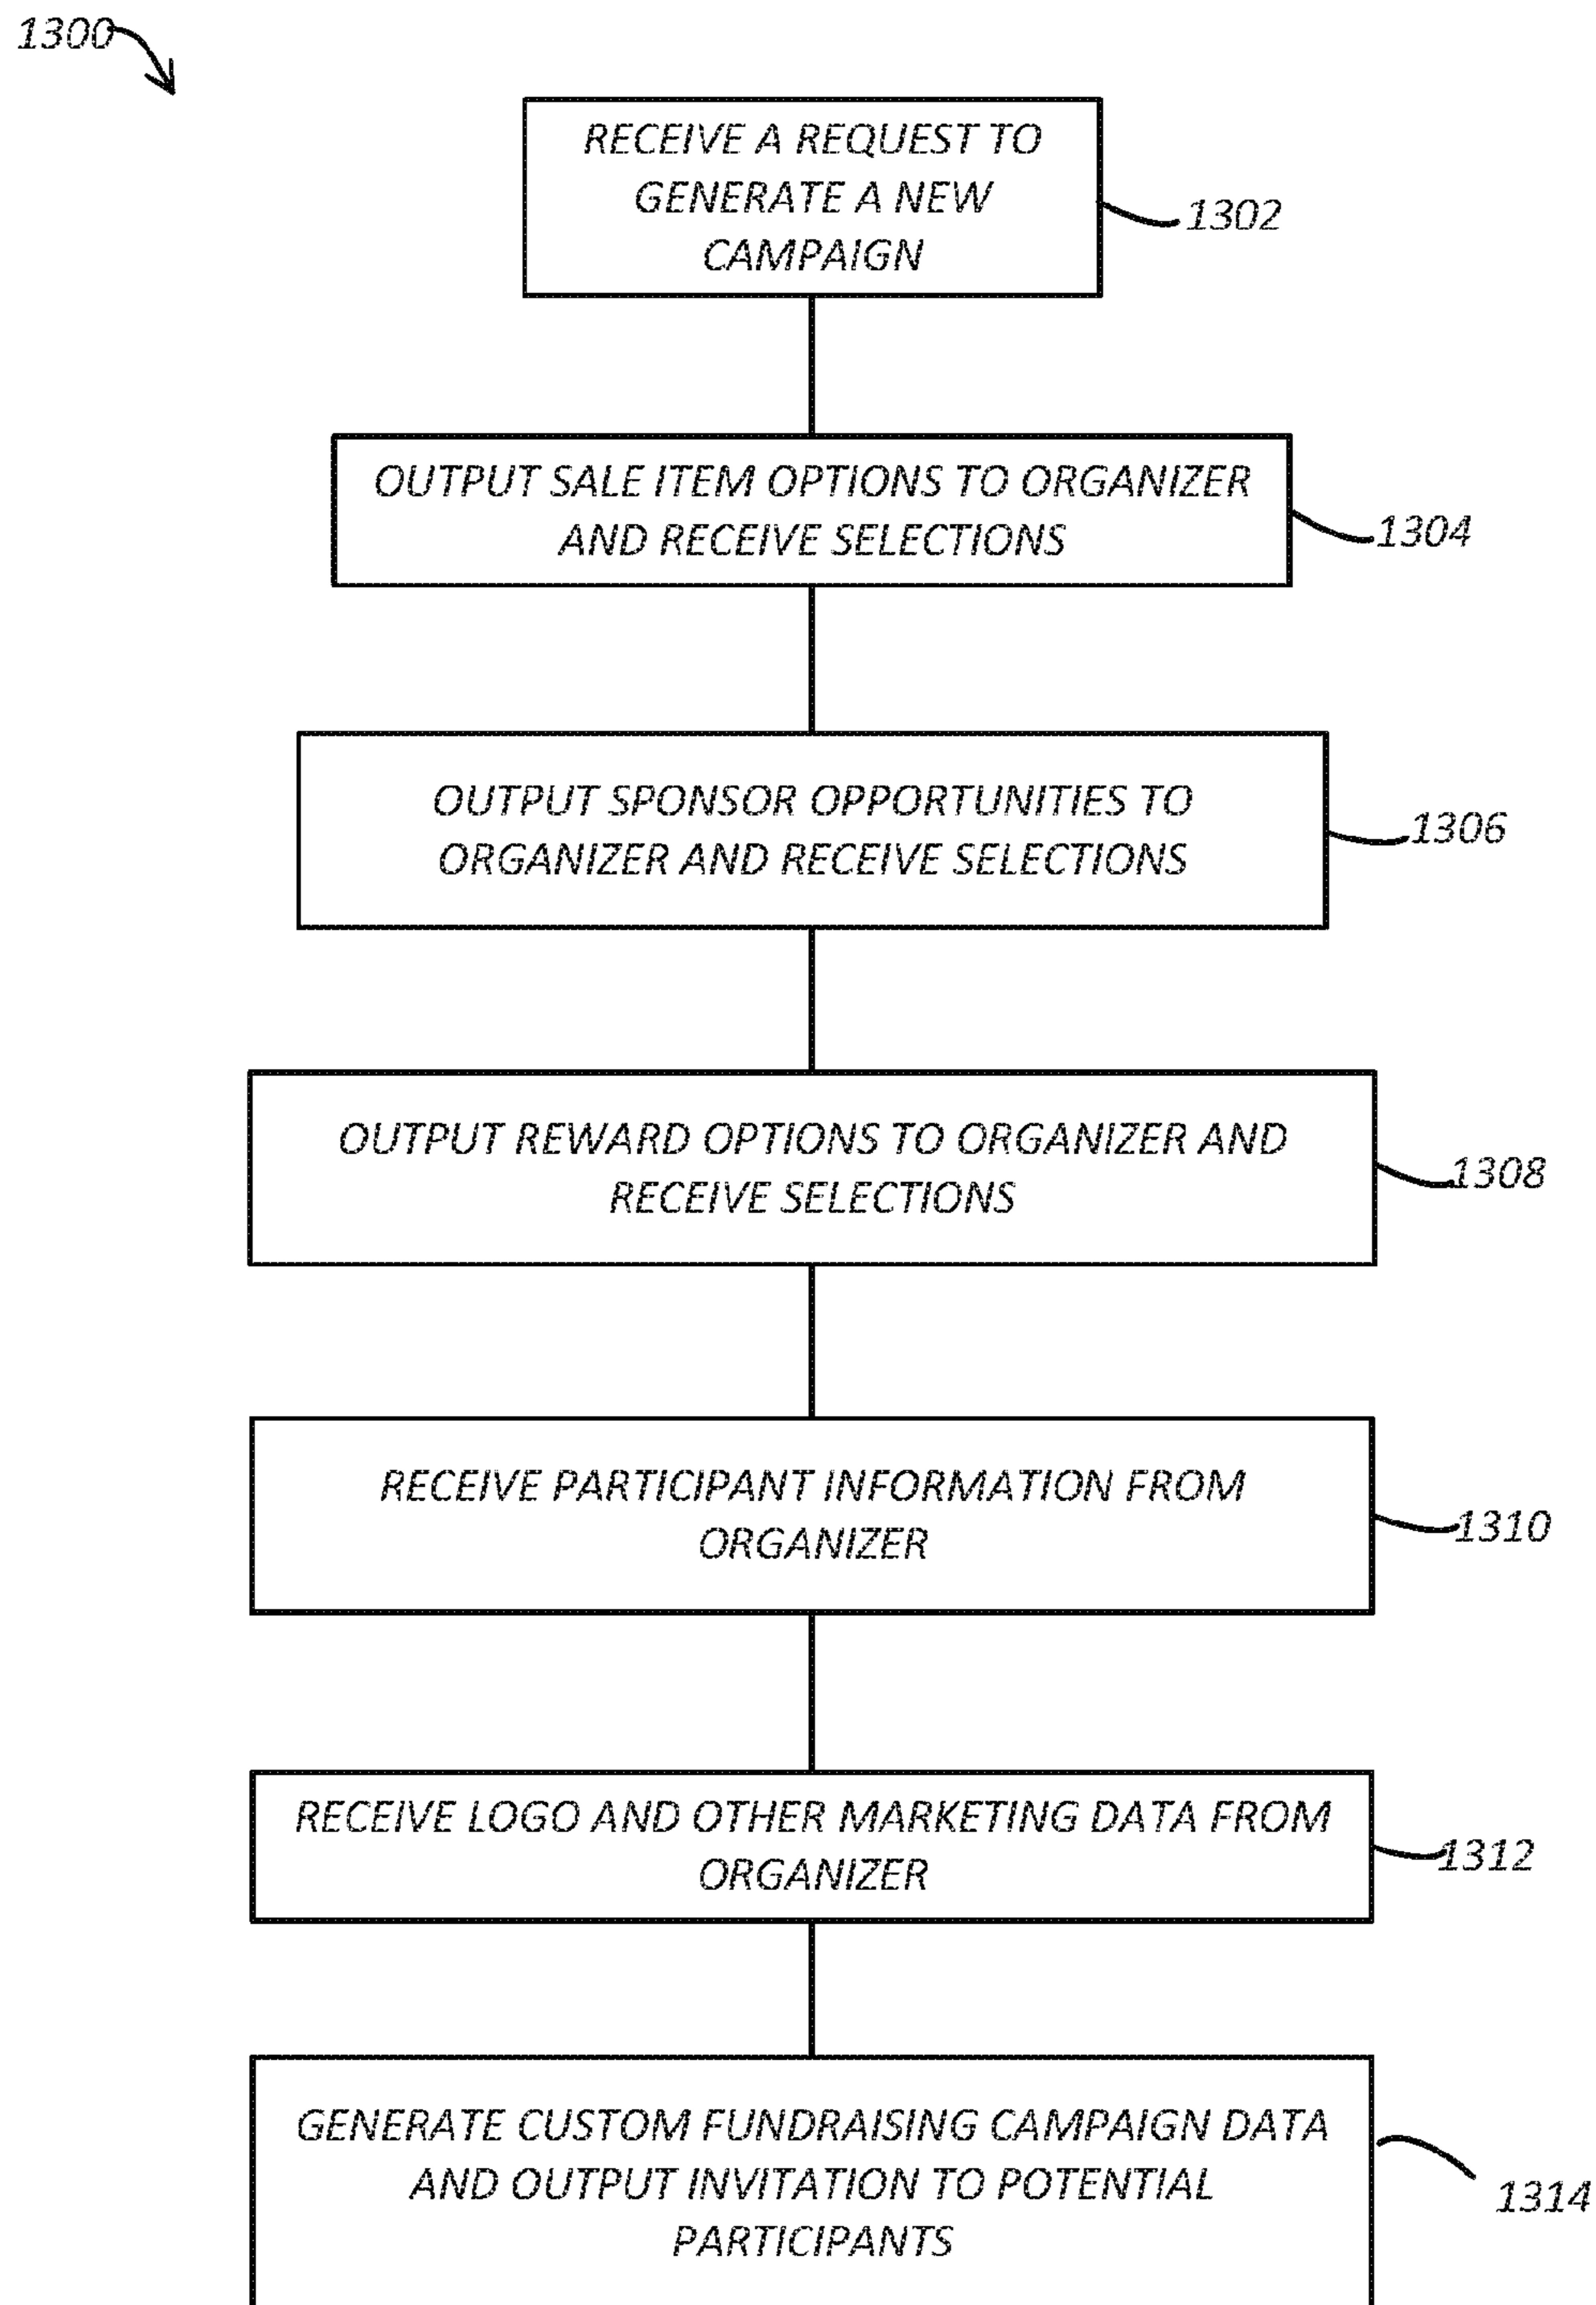 1300
RECEIVE A REQUEST TO
GENERATE A NEW
CAMPAIGN
1302
OUTPUT SALE ITEM OPTIONS TO ORGANIZER
AND RECEIVE SELECTIONS
1304
OUTPUT SPONSOR OPPORTUNITIES TO
ORGANIZER AND RECEIVE SELECTIONS
1306
OUTPUT REWARD OPTIONS TO ORGANIZER AND
RECEIVE SELECTIONS
1308
RECEIVE PARTICIPANT INFORMATION FROM
ORGANIZER
1310
RECEIVE LOGO AND OTHER MARKETING DATA FROM
ORGANIZER
1312
GENERATE CUSTOM FUNDRAISING CAMPAIGN DATA
AND OUTPUT INVITATION TO POTENTIAL
PARTICIPANTS
1314